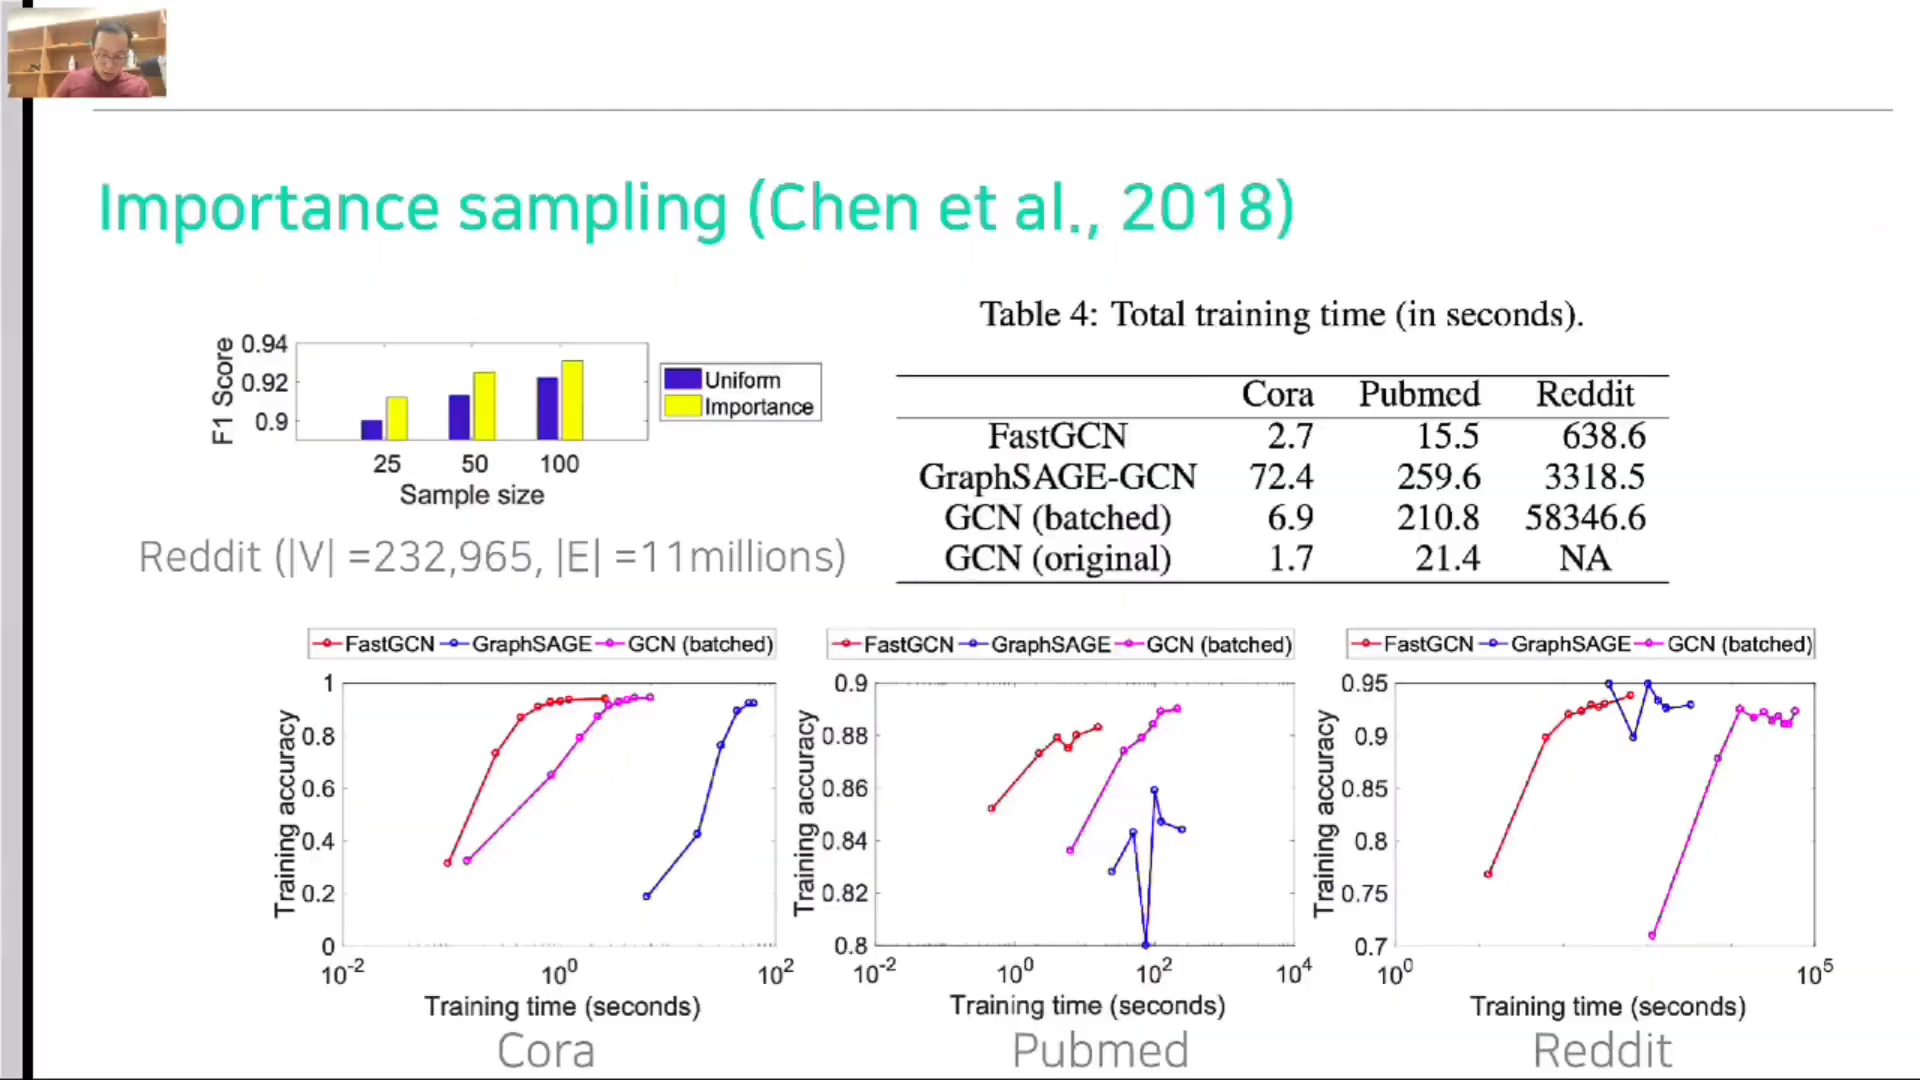 Importance sampling (Chen et al., 2018)
F1 Score
0.94
0.92
0.9
25 50 100
Sample size
Uniform
Importance
Reddit (|V| =232,965, |E| =11millions)
Table 4: Total training time (in seconds).
Cora Pubmed Reddit
FastGCN 2.7 15.5 638.6
GraphSAGE-GCN 72.4 259.6 3318.5
GCN (batched) 6.9 210.8 58346.6
GCN (original) 1.7 21.4 NA
FastGCN GraphSAGE GCN (batched)
Training accuracy
1
0.8
0.6
0.4
0.2
0
10-2 100 102
Training time (seconds)
Cora
FastGCN GraphSAGE GCN (batched)
Training accuracy
0.9
0.88
0.86
0.84
0.82
0.8
10-2 100 102 104
Training time (seconds)
Pubmed
FastGCN GraphSAGE GCN (batched)
Training accuracy
0.95
0.9
0.85
0.8
0.75
0.7
100 105
Training time (seconds)
Reddit